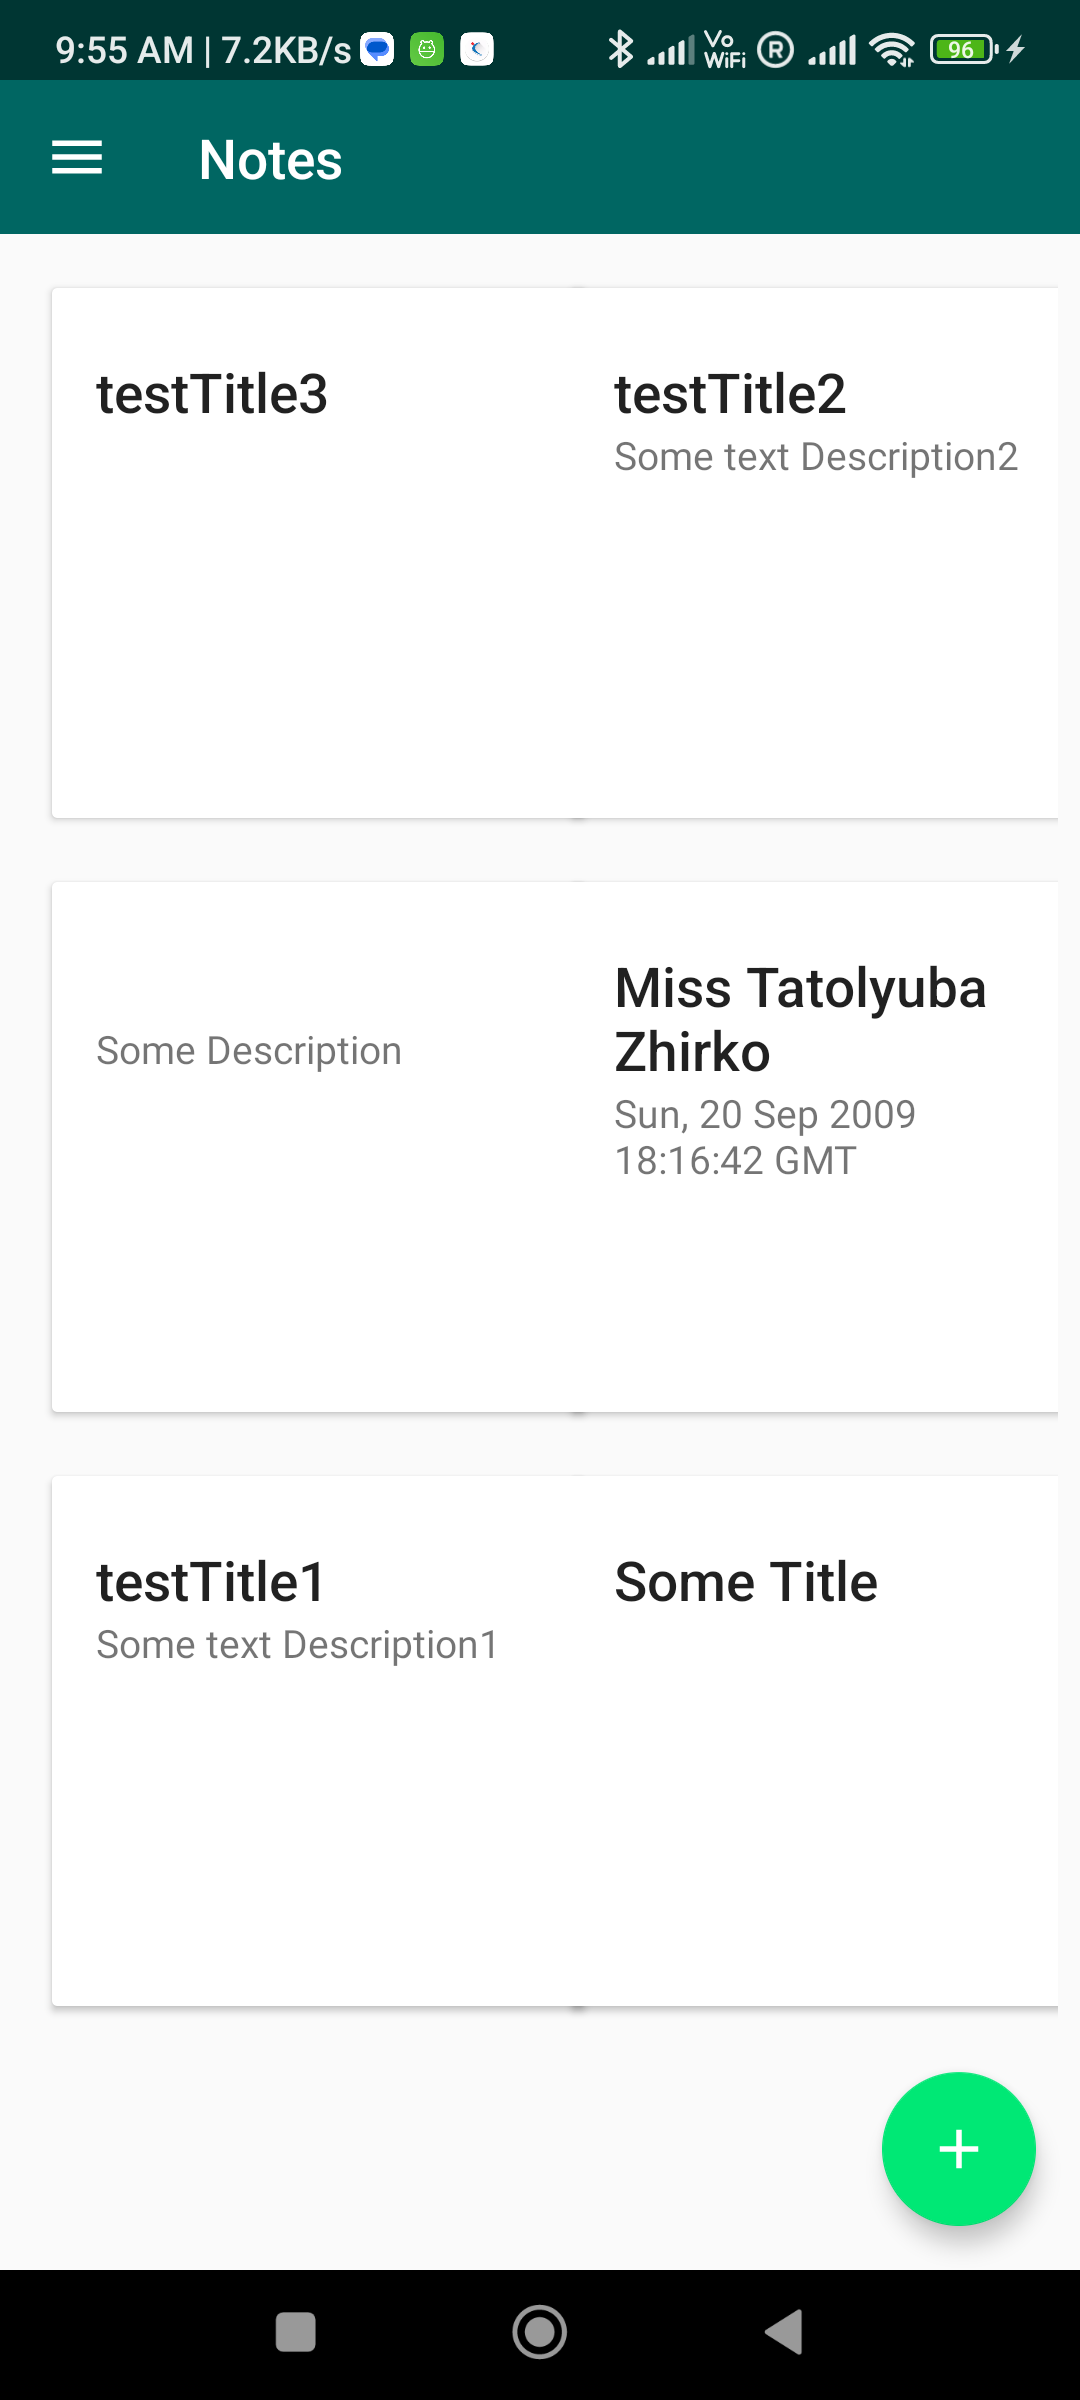 9:55 AM | 7.2KB/s
Vo
WiFi
R
96
Notes
testTitle3
testTitle2
Some text Description2
Some Description
Miss Tatolyuba
Zhirko
Sun, 20 Sep 2009
18:16:42 GMT
testTitle1
Some text Description1
Some Title